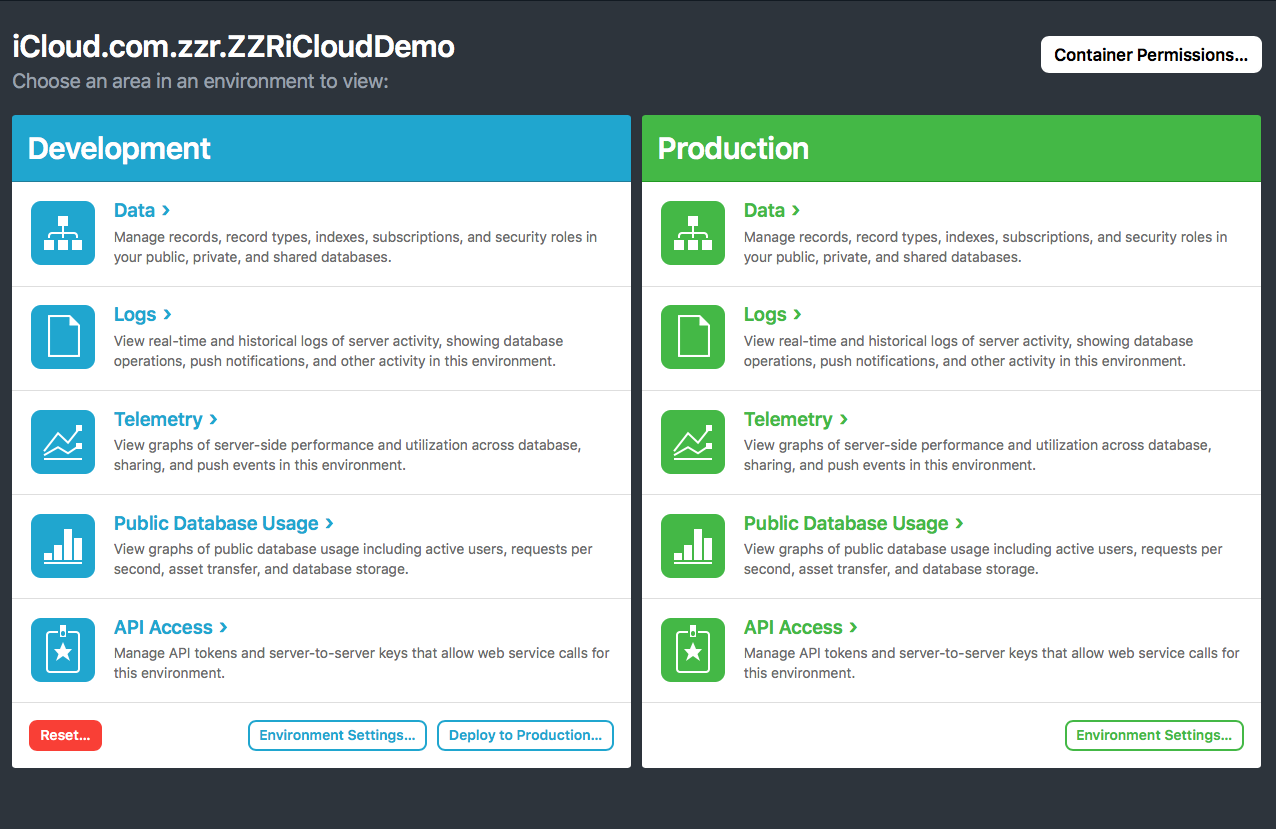 iCloud.com.zzr.ZZRiCloudDemo
Choose an area in an environment to view:
Container Permissions...
Development
Data ›
Manage records, record types, indexes, subscriptions, and security roles in
your public, private, and shared databases.
Logs ›
View real-time and historical logs of server activity, showing database
operations, push notifications, and other activity in this environment.
Telemetry ›
View graphs of server-side performance and utilization across database,
sharing, and push events in this environment.
Public Database Usage ›
View graphs of public database usage including active users, requests per
second, asset transfer, and database storage.
API Access ›
Manage API tokens and server-to-server keys that allow web service calls for
this environment.
Reset...
Environment Settings...
Deploy to Production...
Production
Data ›
Manage records, record types, indexes, subscriptions, and security roles in
your public, private, and shared databases.
Logs ›
View real-time and historical logs of server activity, showing database
operations, push notifications, and other activity in this environment.
Telemetry ›
View graphs of server-side performance and utilization across database,
sharing, and push events in this environment.
Public Database Usage ›
View graphs of public database usage including active users, requests per
second, asset transfer, and database storage.
API Access ›
Manage API tokens and server-to-server keys that allow web service calls for
this environment.
Environment Settings...